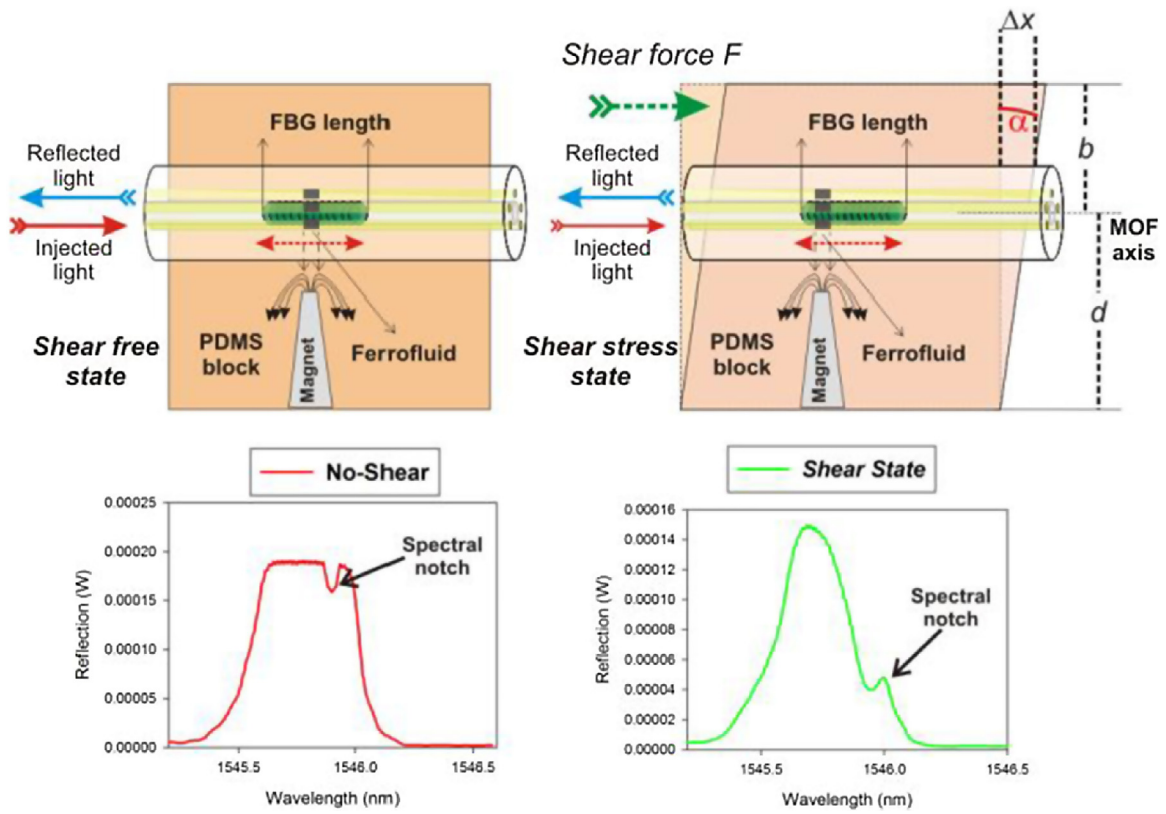 Shear force F
Δx
α
b
d
MOF
axis
FBG length
Reflected
light
Injected
light
PDMS
block
Magnet
Ferrofluid
Shear free
state
FBG length
Reflected
light
Injected
light
PDMS
block
Magnet
Ferrofluid
Shear stress
state
No-Shear
Spectral
notch
Reflection (W)
0.00025
0.00020
0.00015
0.00010
0.00005
0.00000
1545.5
1546.0
1546.5
Wavelength (nm)
Shear State
Spectral
notch
Reflection (W)
0.00016
0.00014
0.00012
0.00010
0.00008
0.00006
0.00004
0.00002
0.00000
1545.5
1546.0
1546.5
Wavelength (nm)